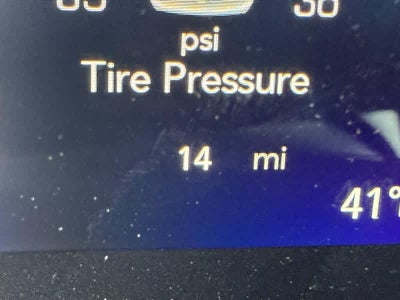 psi
Tire Pressure
14 mi
41°